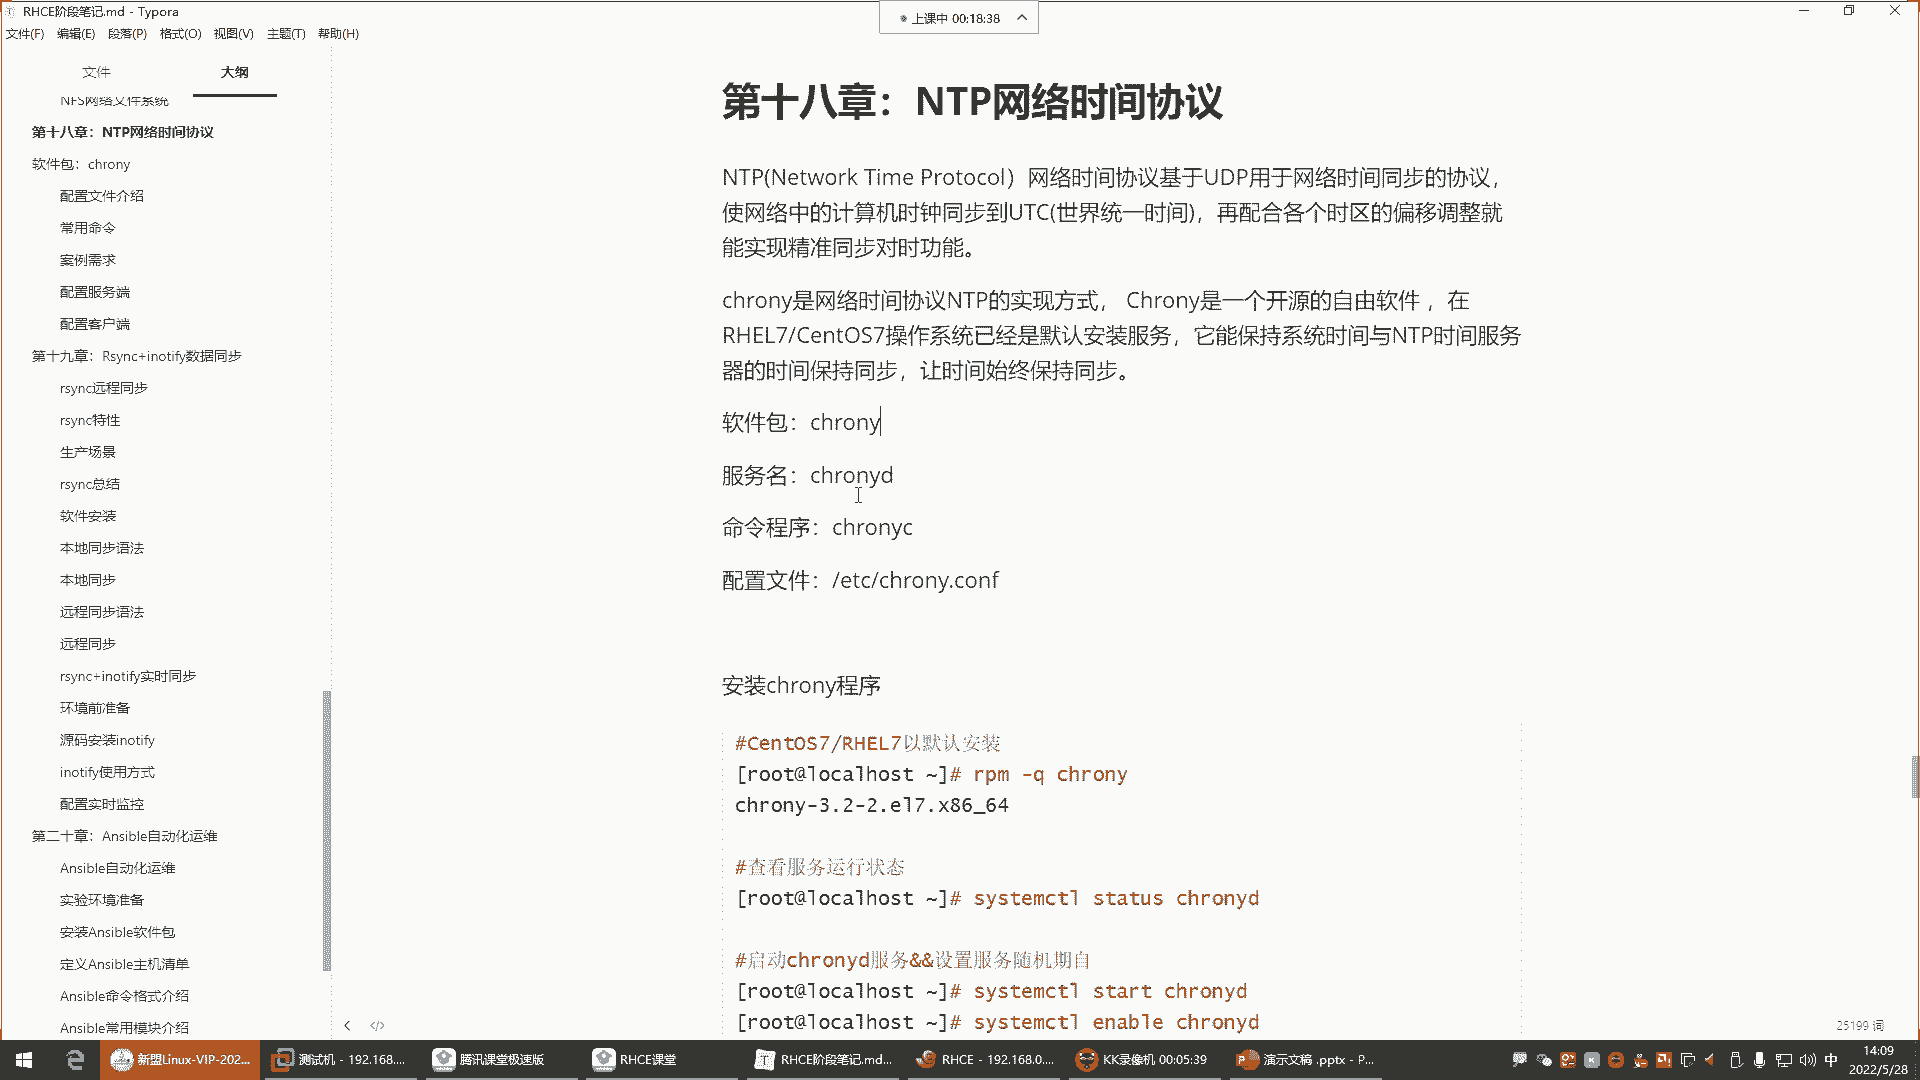 RHCE阶段笔记.md - Typora
上课中 00:18:38
文件(F) 编辑(E) 段落(P) 格式(O) 视图(V) 主题(T) 帮助(H)
文件 大纲
NFS网络文件系统
第十八章：NTP网络时间协议
软件包：chrony
配置文件介绍
常用命令
案例需求
配置服务端
配置客户端
第十九章：Rsync+inotify数据同步
rsync远程同步
rsync特性
生产场景
rsync总结
软件安装
本地同步语法
本地同步
远程同步语法
远程同步
rsync+inotify实时同步
环境前准备
源码安装inotify
inotify使用方式
配置实时监控
第二十章：Ansible自动化运维
Ansible自动化运维
实验环境准备
安装Ansible软件包
定义Ansible主机清单
Ansible命令格式介绍
Ansible常用模块介绍
第十八章：NTP网络时间协议
NTP(Network Time Protocol）网络时间协议基于UDP用于网络时间同步的协议，
使网络中的计算机时钟同步到UTC(世界统一时间)，再配合各个时区的偏移调整就
能实现精准同步对时功能。
chrony是网络时间协议NTP的实现方式， Chrony是一个开源的自由软件 ，在
RHEL7/CentOS7操作系统已经是默认安装服务，它能保持系统时间与NTP时间服务
器的时间保持同步，让时间始终保持同步。
软件包：chrony
服务名：chronyd
命令程序：chronyc
配置文件：/etc/chrony.conf
安装chrony程序
#CentOS7/RHEL7以默认安装
[root@localhost ~]# rpm -q chrony
chrony-3.2-2.el7.x86_64
#查看服务运行状态
[root@localhost ~]# systemctl status chronyd
#启动chronyd服务&&设置服务随机期自
[root@localhost ~]# systemctl start chronyd
[root@localhost ~]# systemctl enable chronyd
25199 词
新盟Linux-VIP-202... 测试机 - 192.168.... 腾讯课堂极速版 RHCE课堂 RHCE阶段笔记.md... RHCE - 192.168.0.... KK录像机 00:05:39 演示文稿 .pptx - P... 中 14:09
2022/5/28